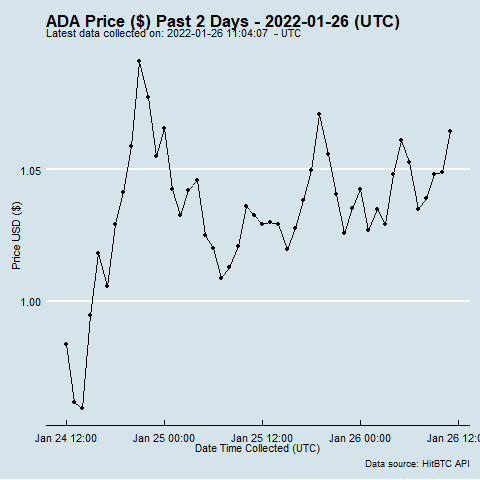 ADA Price ($) Past 2 Days - 2022-01-26 (UTC)
Latest data collected on: 2022-01-26 11:04:07 - UTC
Price USD ($)
1.05
1.00
Jan 24 12:00 Jan 25 00:00 Jan 25 12:00 Jan 26 00:00 Jan 26 12:0
Date Time Collected (UTC)
Data source: HitBTC API